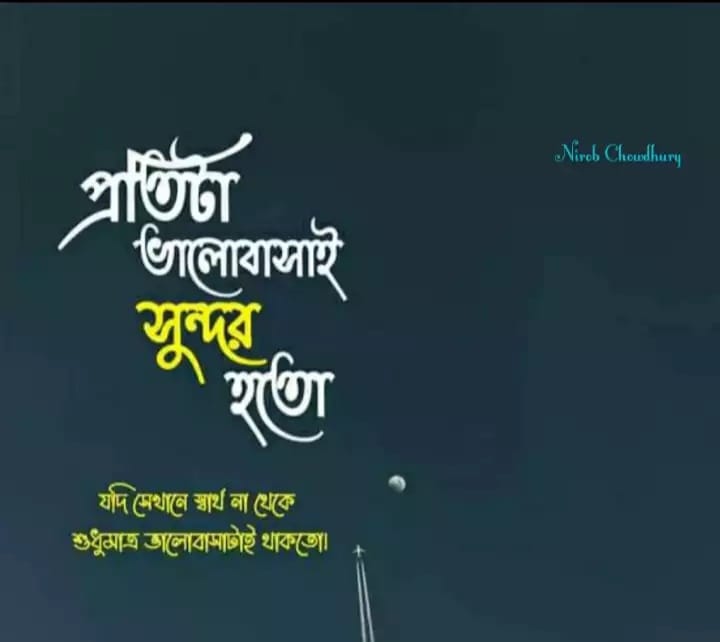 প্রতিটা
ভালোবাসাই
সুন্দর
হতো
যদি সেখানে স্বার্থ না থেকে
শুধুমাত্র ভালোবাসাটাই থাকতো।
Nirob Chowdhury